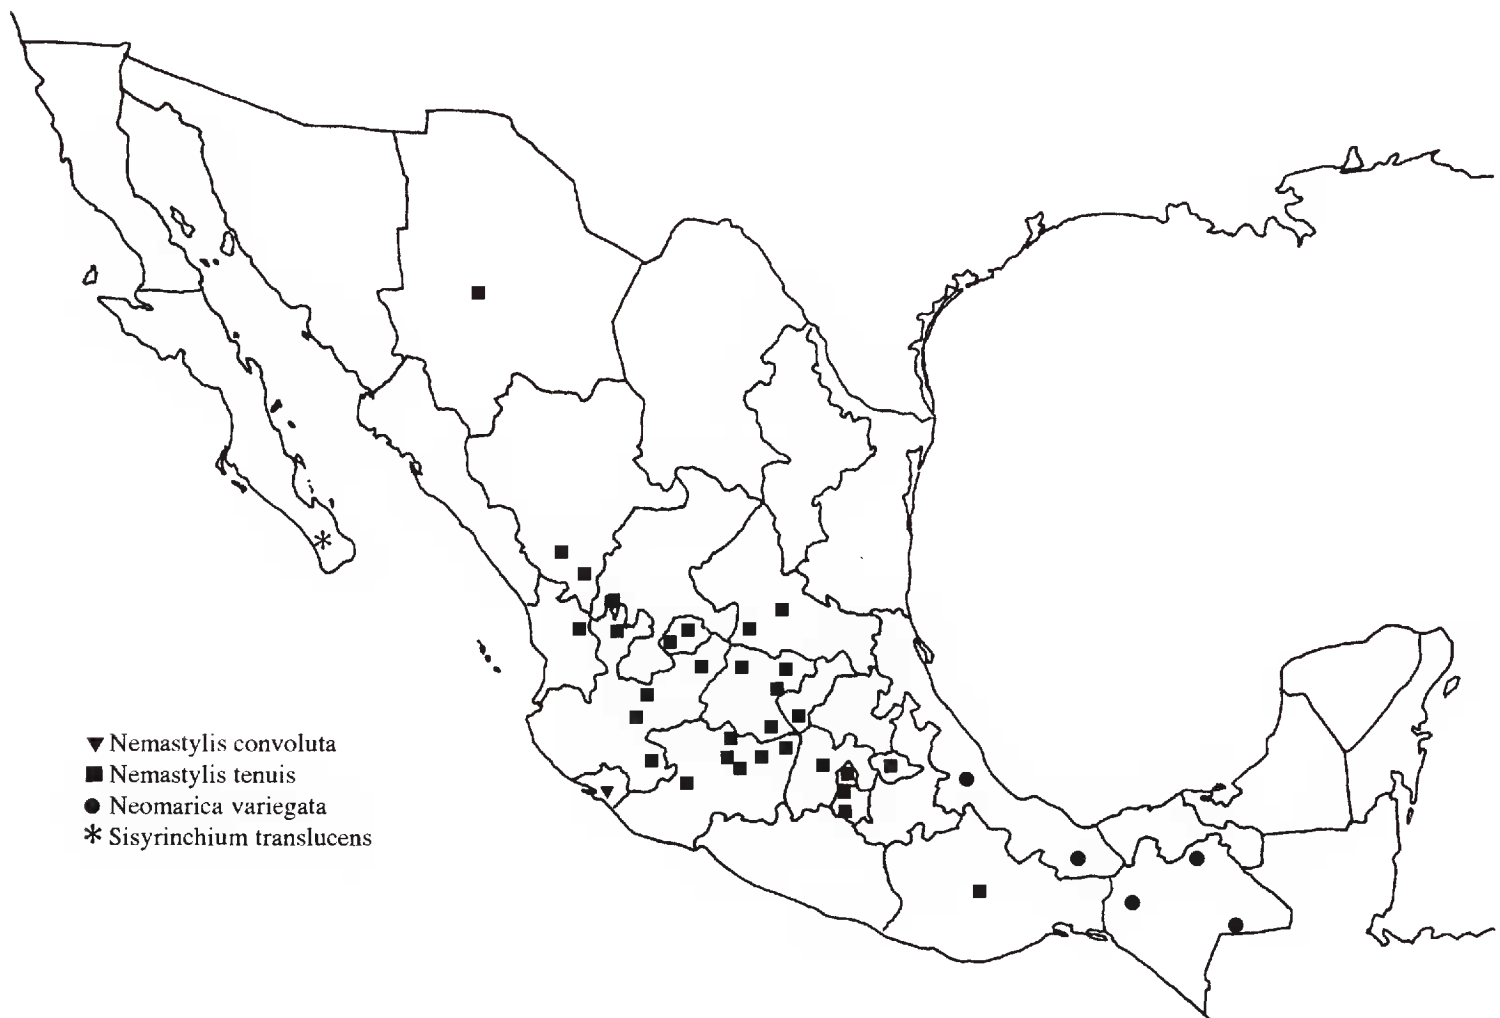 Nemastylis convoluta
Nemastylis tenuis
Neomarica variegata
Sisyrinchium translucens